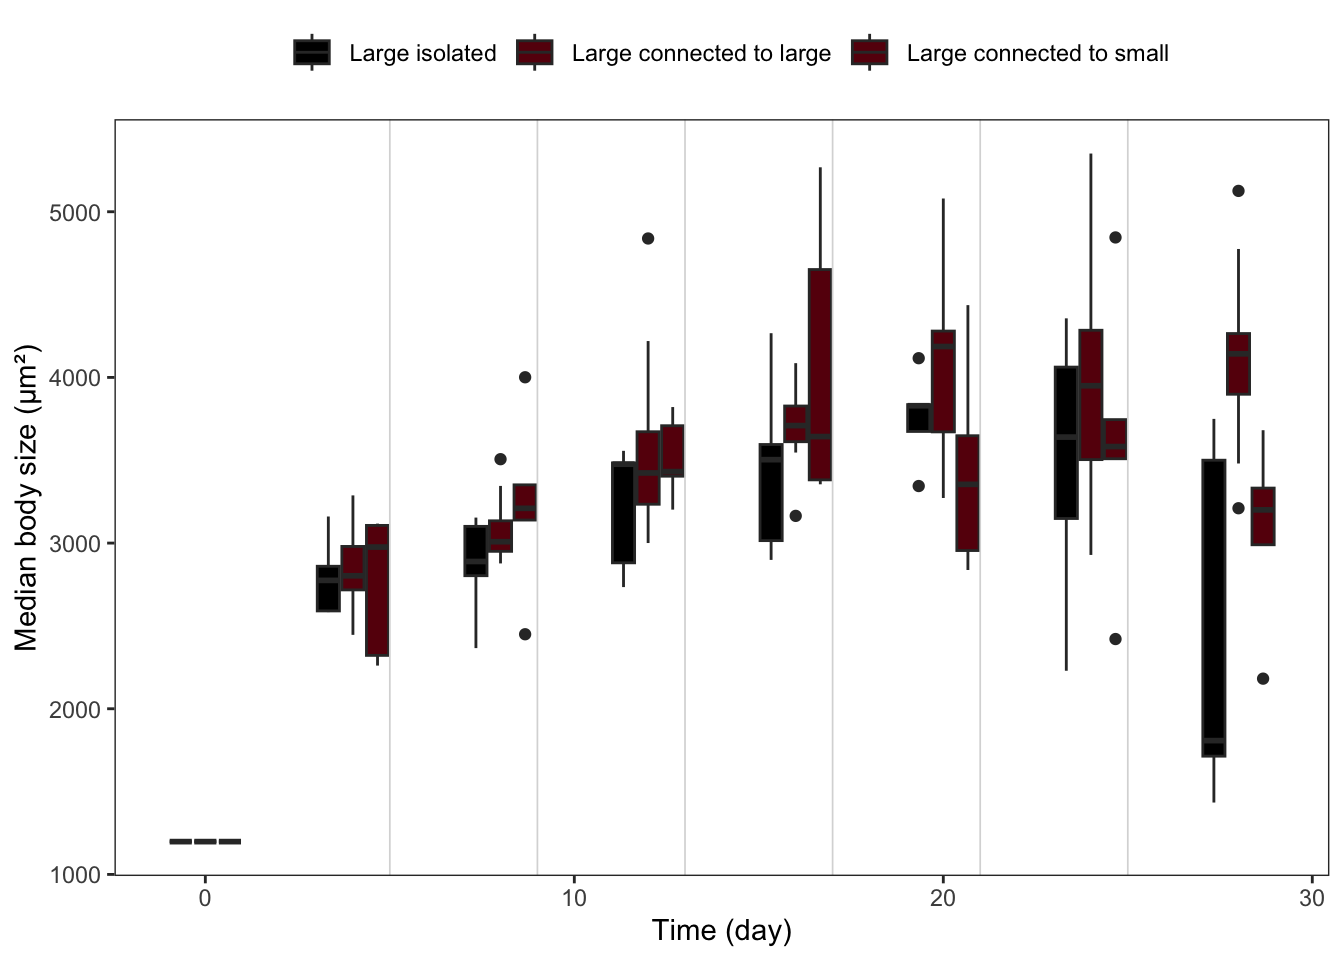 Large isolated Large connected to large Large connected to small
Median body size (µm²)
5000
4000
3000
2000
1000
0 10 20 30
Time (day)